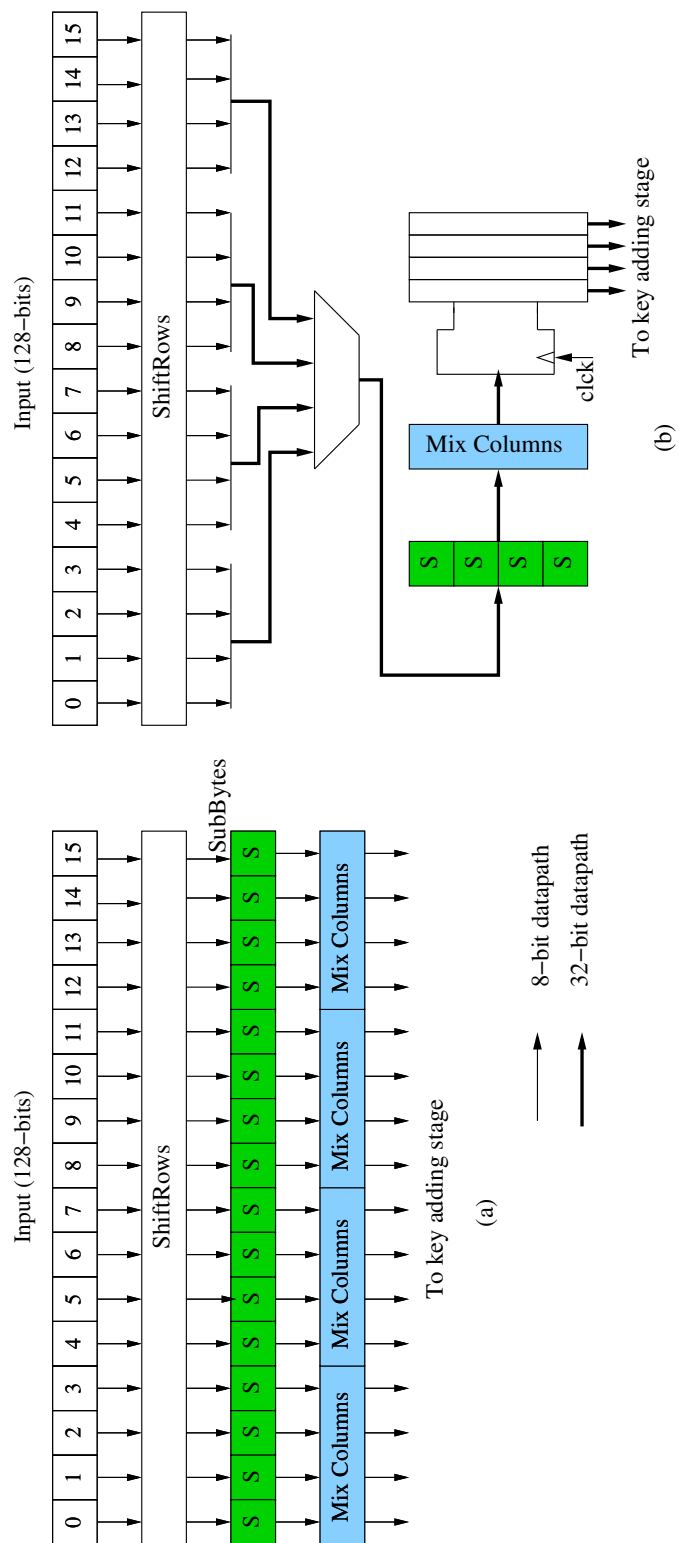 Input (128−bits)
0 1 2 3 4 5 6 7 8 9 10 11 12 13 14 15
ShiftRows
SubBytes
S S S S S S S S S S S S S S S S
Mix Columns Mix Columns Mix Columns Mix Columns
To key adding stage
(a)
8−bit datapath
32−bit datapath
Input (128−bits)
0 1 2 3 4 5 6 7 8 9 10 11 12 13 14 15
ShiftRows
S
S
S
S
Mix Columns
clck
To key adding stage
(b)